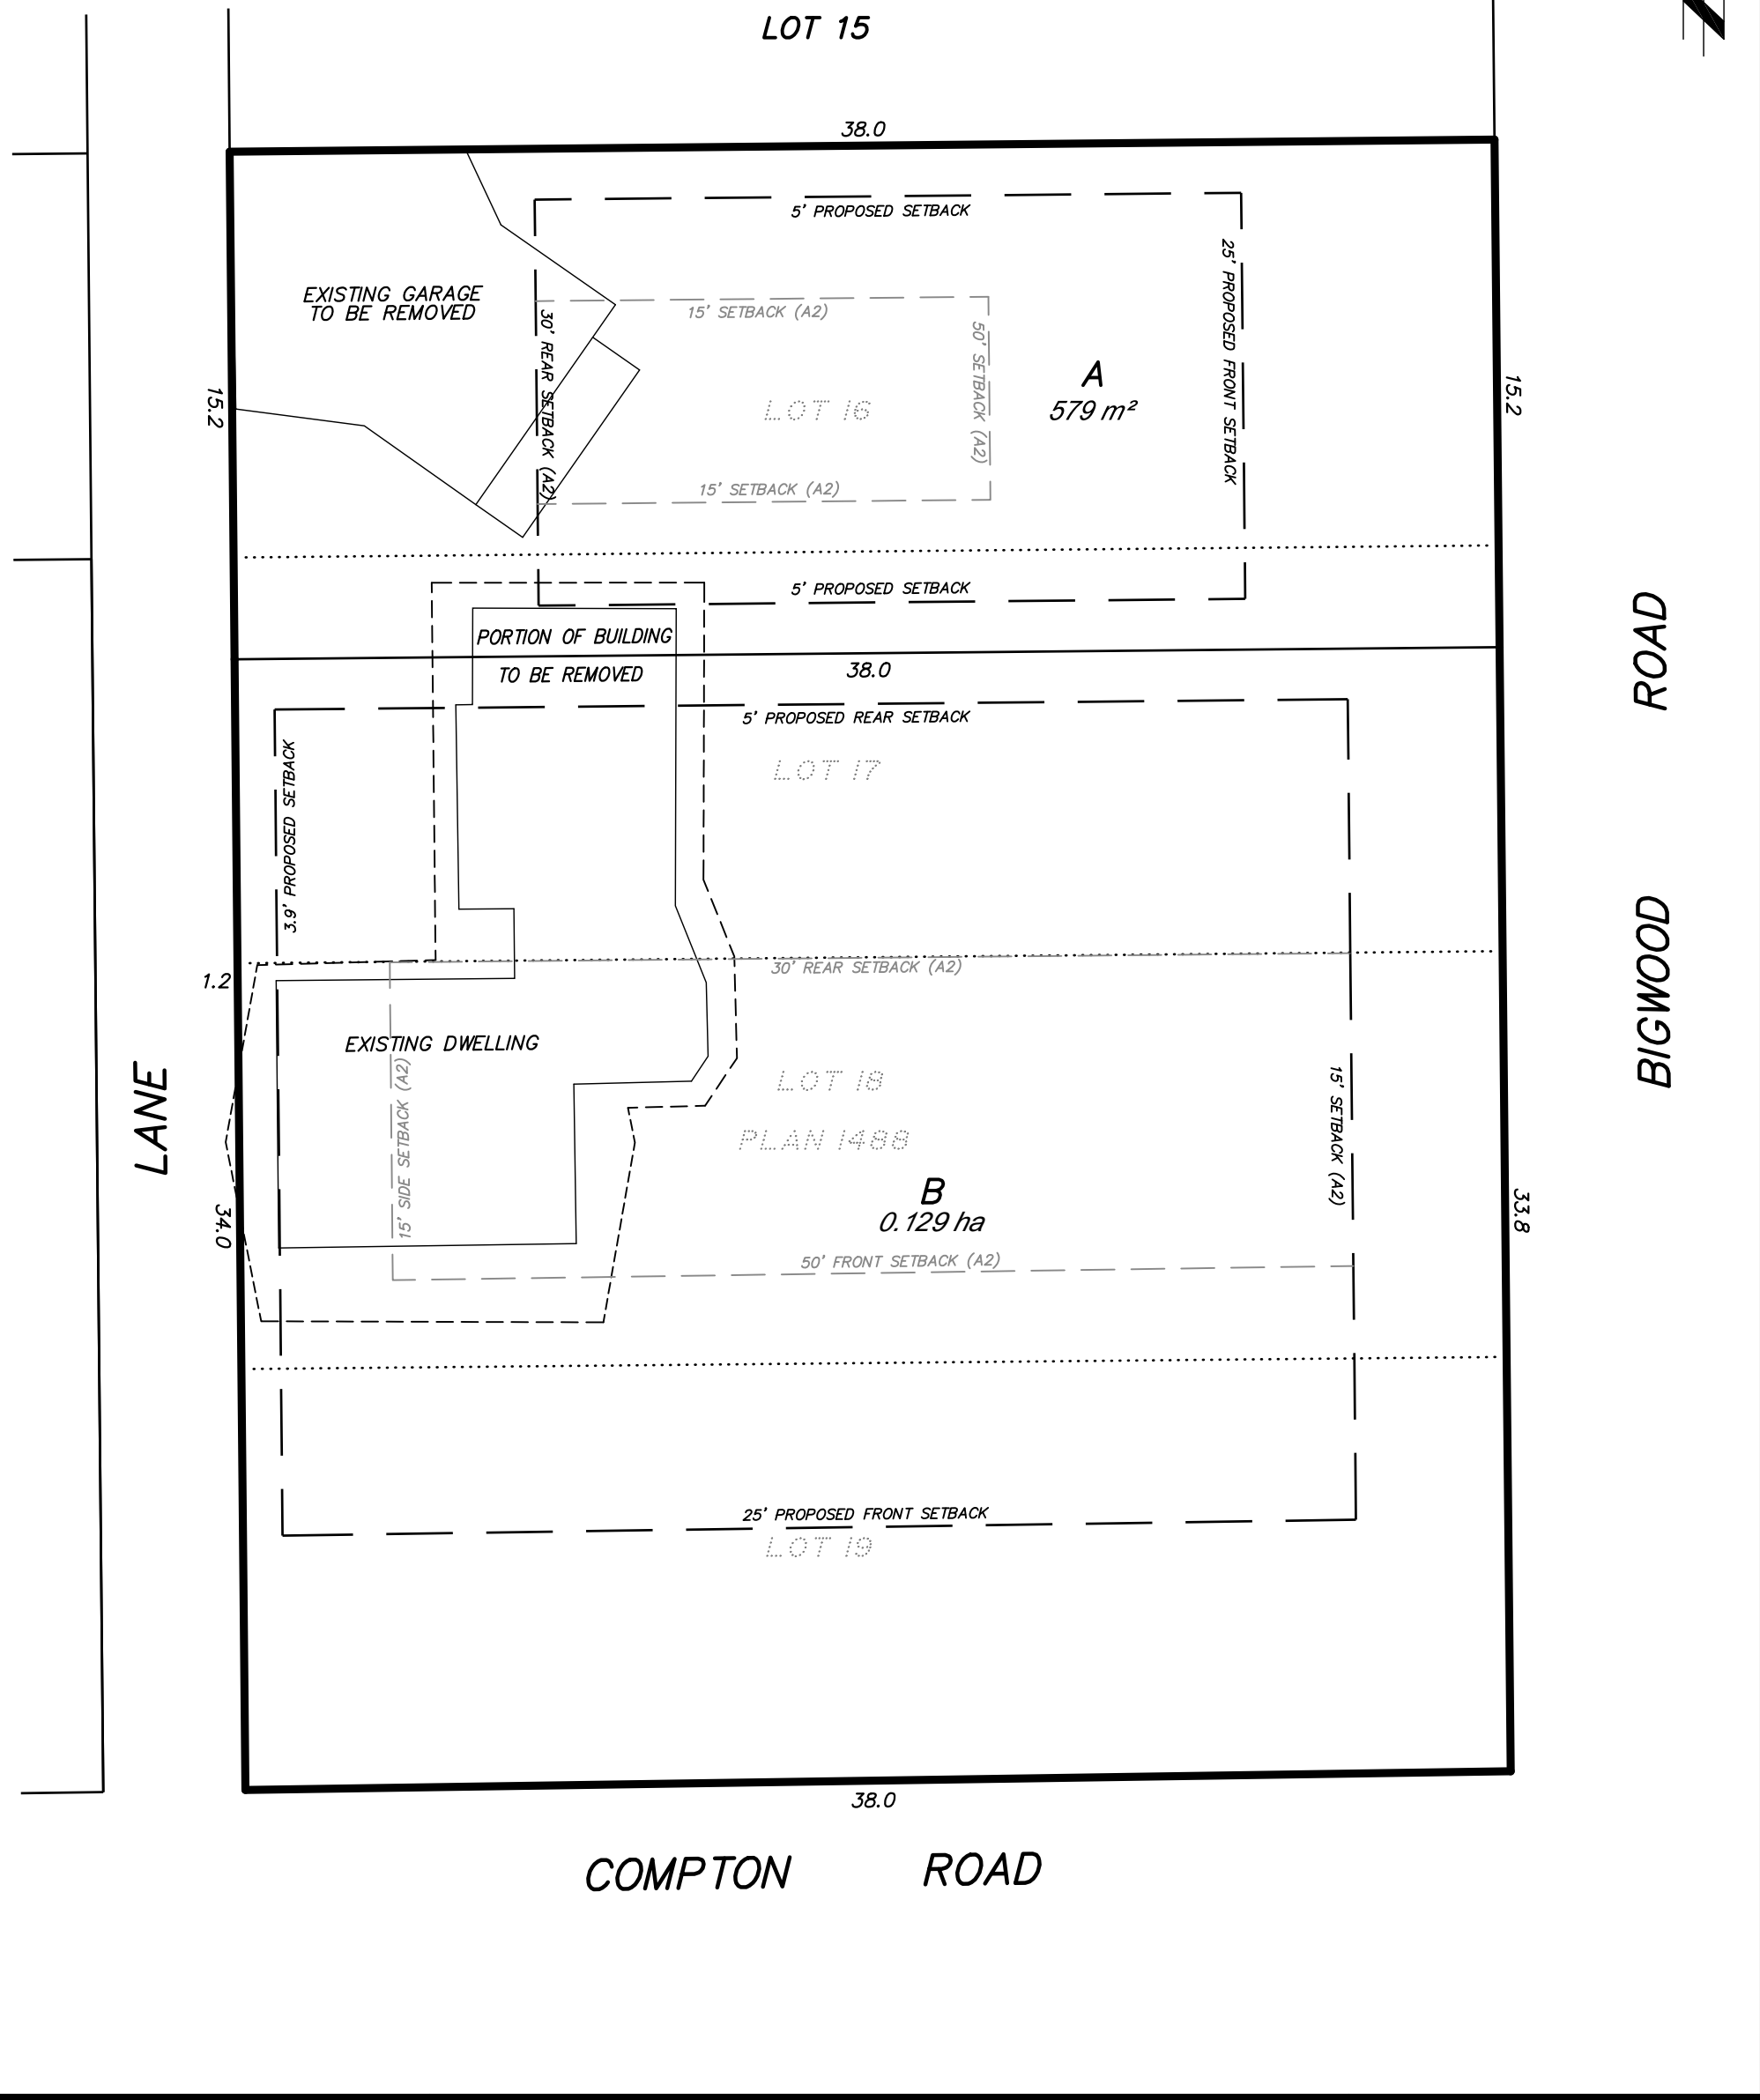 LOT 15
38.0
5' PROPOSED SETBACK
25' PROPOSED FRONT SETBACK
EXISTING GARAGE
TO BE REMOVED
30' REAR SETBACK (A2)
15' SETBACK (A2)
50' SETBACK (A2)
A
579 m²
LOT 16
15.2
15.2
15' SETBACK (A2)
5' PROPOSED SETBACK
PORTION OF BUILDING
TO BE REMOVED
38.0
5' PROPOSED REAR SETBACK
3.9' PROPOSED SETBACK
LOT 17
30' REAR SETBACK (A2)
1.2
EXISTING DWELLING
15' SIDE SETBACK (A2)
LOT 18
PLAN 1488
15' SETBACK (A2)
B
0.129 ha
34.0
33.8
50' FRONT SETBACK (A2)
25' PROPOSED FRONT SETBACK
LOT 19
38.0
LANE
BIGWOOD ROAD
COMPTON ROAD